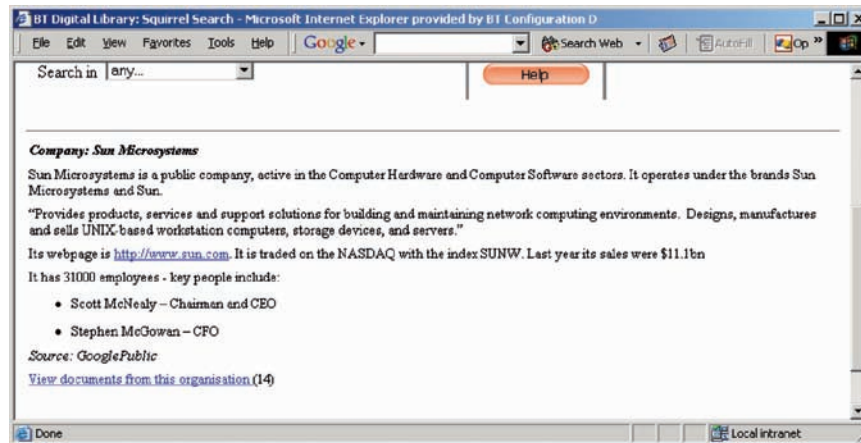 BT Digital Library: Squirrel Search - Microsoft Internet Explorer provided by BT Configuration D
File Edit View Favorites Tools Help Google Search Web AutoFill Op »
Search in any... Help
Company: Sun Microsystems
Sun Microsystems is a public company, active in the Computer Hardware and Computer Software sectors. It operates under the brands Sun
Microsystems and Sun.
“Provides products, services and support solutions for building and maintaining network computing environments. Designs, manufactures
and sells UNIX-based workstation computers, storage devices, and servers.”
Its webpage is http://www.sun.com. It is traded on the NASDAQ with the index SUNW. Last year its sales were $11.1bn
It has 31000 employees - key people include:
• Scott McNealy – Chairman and CEO
• Stephen McGowan – CFO
Source: GooglePublic
View documents from this organisation (14)
Done Local intranet